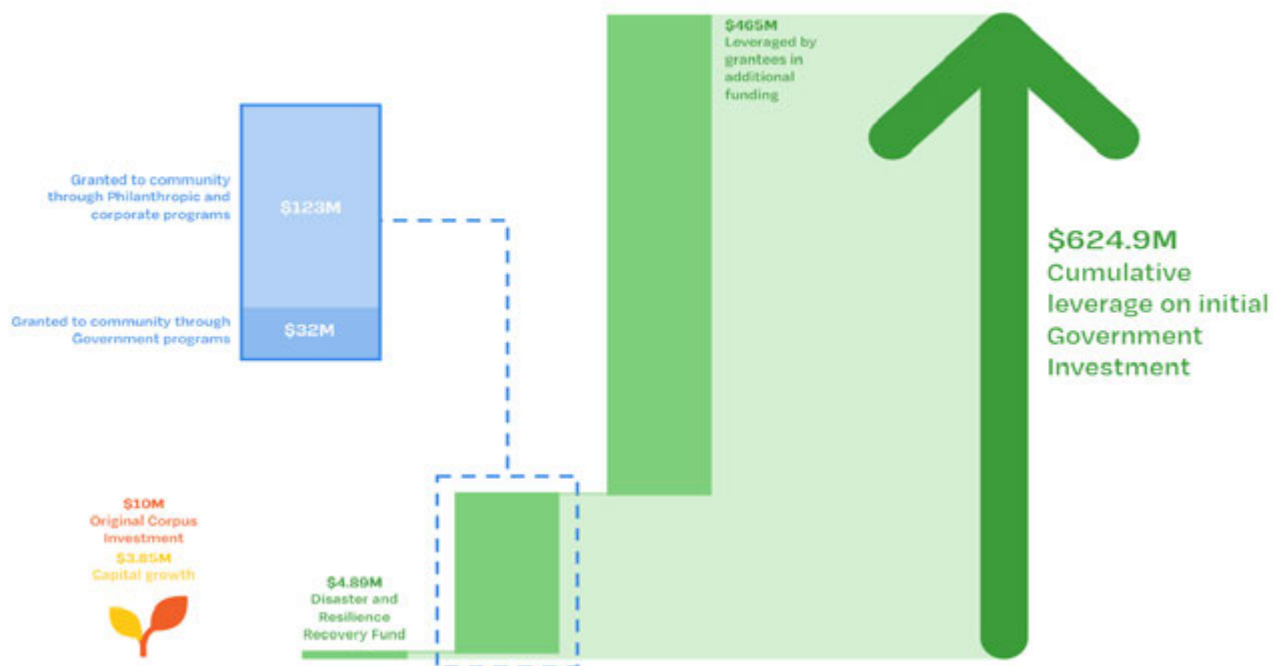 $465M
Leveraged by
grantees in
additional
funding
Granted to community
through Philanthropic and
corporate programs
$123M
Granted to community through
Government programs
$32M
$624.9M
Cumulative
leverage on initial
Government
Investment
$10M
Original Corpus
Investment
$3.85M
Capital growth
$4.89M
Disaster and
Resilience
Recovery Fund